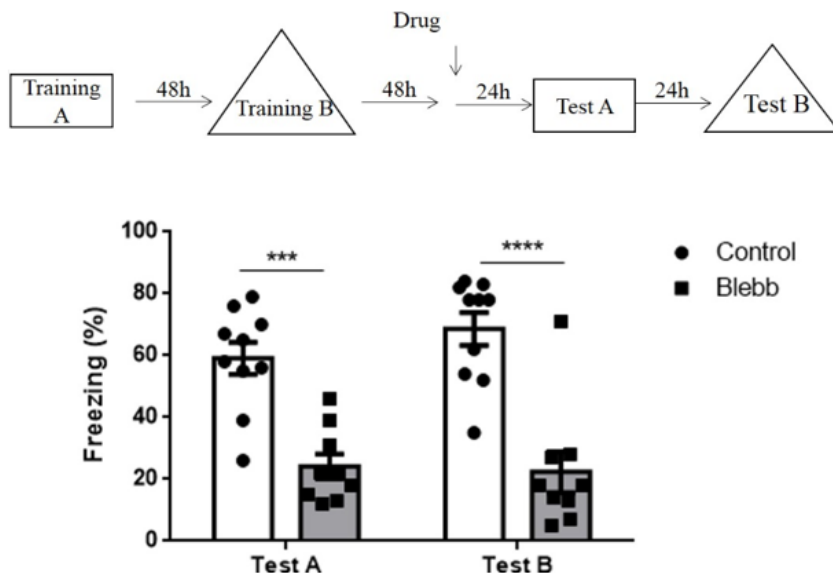 Drug
Training
A
48h
Training B
48h
24h
Test A
24h
Test B
100
80
60
40
20
0
Freezing (%)
***
****
Control
Blebb
Test A
Test B